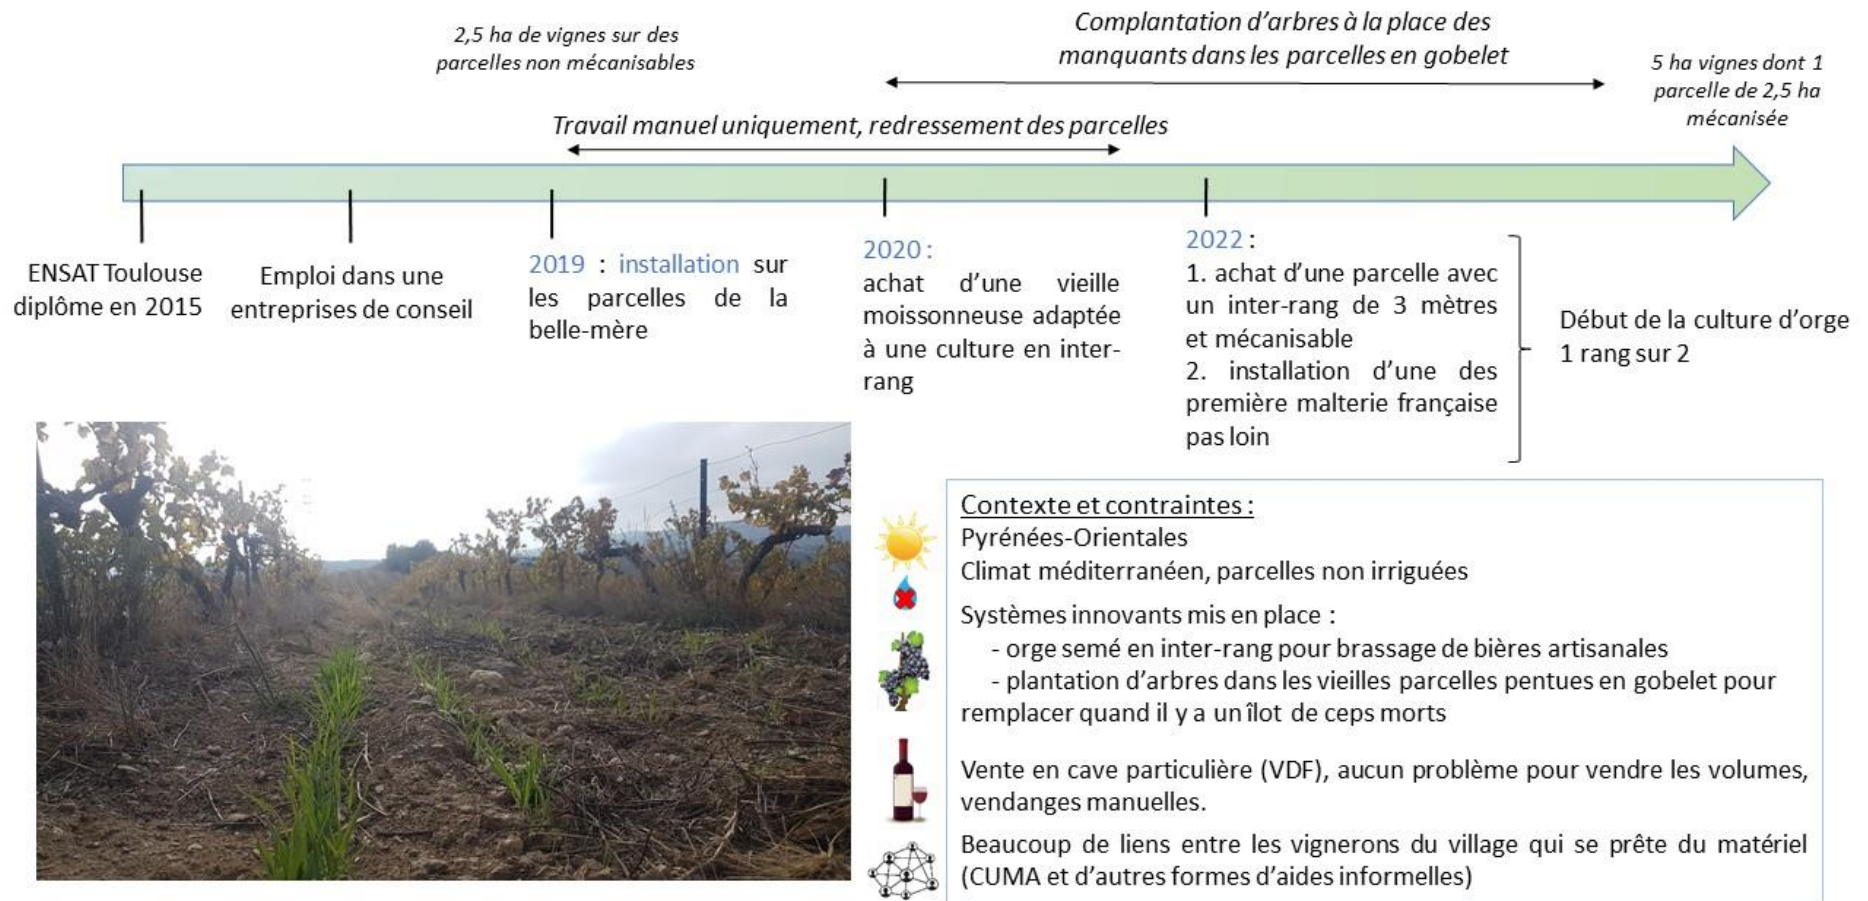 2,5 ha de vignes sur des
parcelles non mécanisables
Complantation d'arbres à la place des
manquants dans les parcelles en gobelet
5 ha vignes dont 1
parcelle de 2,5 ha
mécanisée
Travail manuel uniquement, redressement des parcelles
ENSAT Toulouse
diplôme en 2015
Emploi dans une
entreprises de conseil
2019 : installation sur
les parcelles de la
belle-mère
2020 :
achat d'une vieille
moissonneuse adaptée
à une culture en inter-
rang
2022 :
1. achat d'une parcelle avec
un inter-rang de 3 mètres
et mécanisable
2. installation d'une des
première malterie française
pas loin
Début de la culture d'orge
1 rang sur 2
Contexte et contraintes :
Pyrénées-Orientales
Climat méditerranéen, parcelles non irriguées
Systèmes innovants mis en place :
- orge semé en inter-rang pour brassage de bières artisanales
- plantation d'arbres dans les vieilles parcelles pentues en gobelet pour
remplacer quand il y a un îlot de ceps morts
Vente en cave particulière (VDF), aucun problème pour vendre les volumes,
vendanges manuelles.
Beaucoup de liens entre les vignerons du village qui se prête du matériel
(CUMA et d'autres formes d'aides informelles)